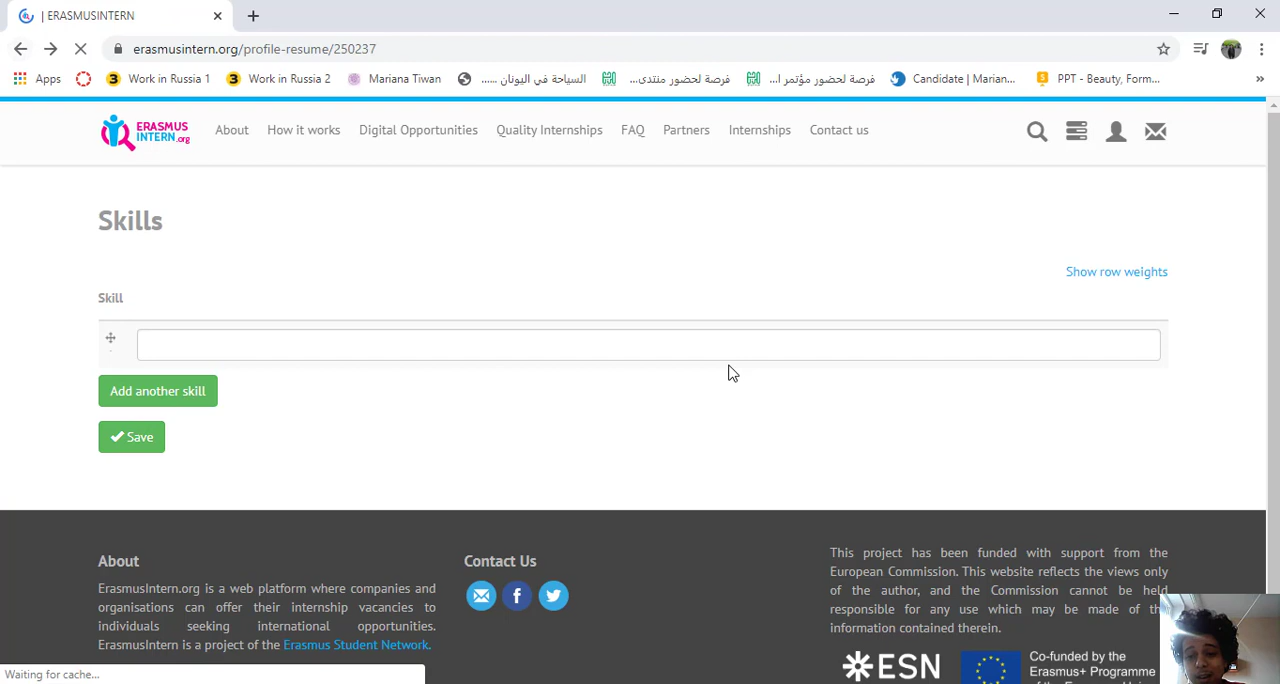 | ERASMUSINTERN
erasmusintern.org/profile-resume/250237
Apps
Work in Russia 1
Work in Russia 2
Mariana Tiwan
السياحة في اليونان ......
فرصة لحضور منتدى...
فرصة لحضور مؤتمر ا...
Candidate | Marian...
PPT - Beauty, Form...
ERASMUS
INTERN.org
About
How it works
Digital Opportunities
Quality Internships
FAQ
Partners
Internships
Contact us
Skills
Show row weights
Skill
Add another skill
Save
About
ErasmusIntern.org is a web platform where companies and
organisations can offer their internship vacancies to
individuals seeking international opportunities.
ErasmusIntern is a project of the Erasmus Student Network.
Contact Us
This project has been funded with support from the
European Commission. This website reflects the views only
of the author, and the Commission cannot be held
responsible for any use which may be made of the
information contained therein.
ESN
Co-funded by the
Erasmus+ Programme
Waiting for cache...